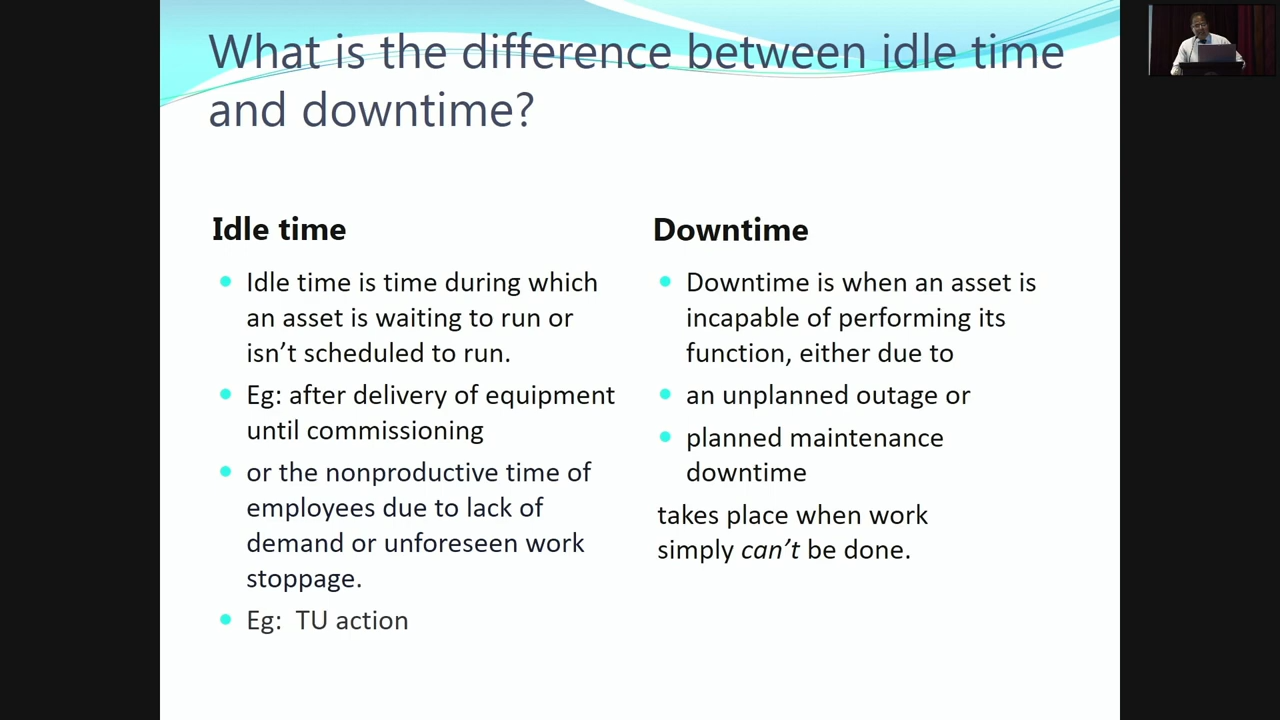 What is the difference between idle time
and downtime?
Idle time
Idle time is time during which
an asset is waiting to run or
isn’t scheduled to run.
Eg: after delivery of equipment
until commissioning
or the nonproductive time of
employees due to lack of
demand or unforeseen work
stoppage.
Eg: TU action
Downtime
Downtime is when an asset is
incapable of performing its
function, either due to
an unplanned outage or
planned maintenance
downtime
takes place when work
simply can’t be done.